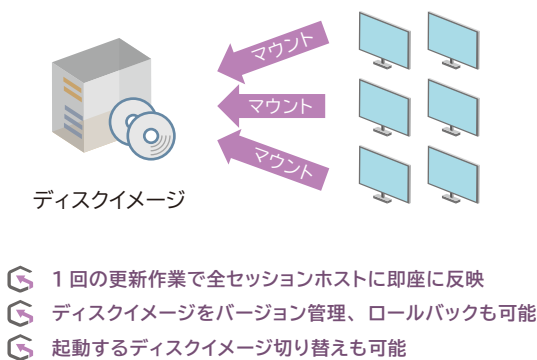 マウント
マウント
マウント
ディスクイメージ
1回の更新作業で全セッションホストに即座に反映
ディスクイメージをバージョン管理、ロールバックも可能
起動するディスクイメージ切り替えも可能